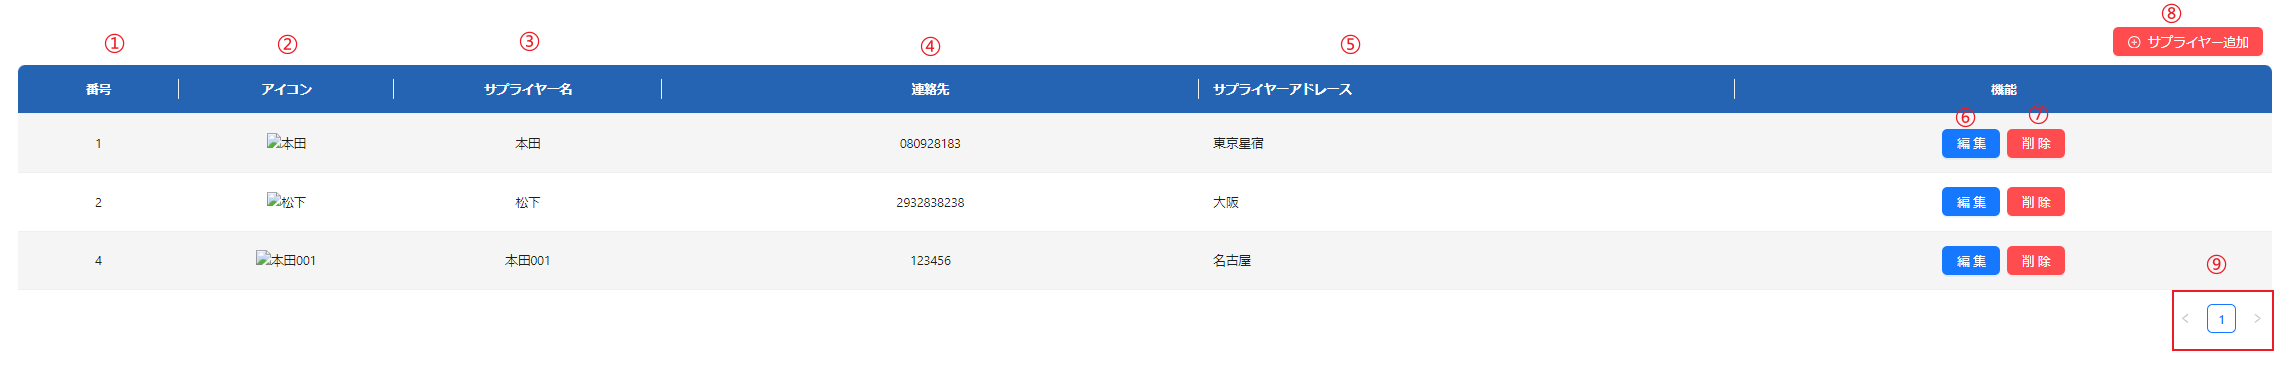 ⑧
① ② ③ ④ ⑤
サプライヤー追加
番号 アイコン サプライヤー名 連絡先 サプライヤーアドレース 機能
⑥ ⑦
1 本田 本田 080928183 東京星宿 編集 削除
2 松下 松下 2932838238 大阪 編集 削除
4 本田001 本田001 123456 名古屋 編集 削除
⑨
< 1 >